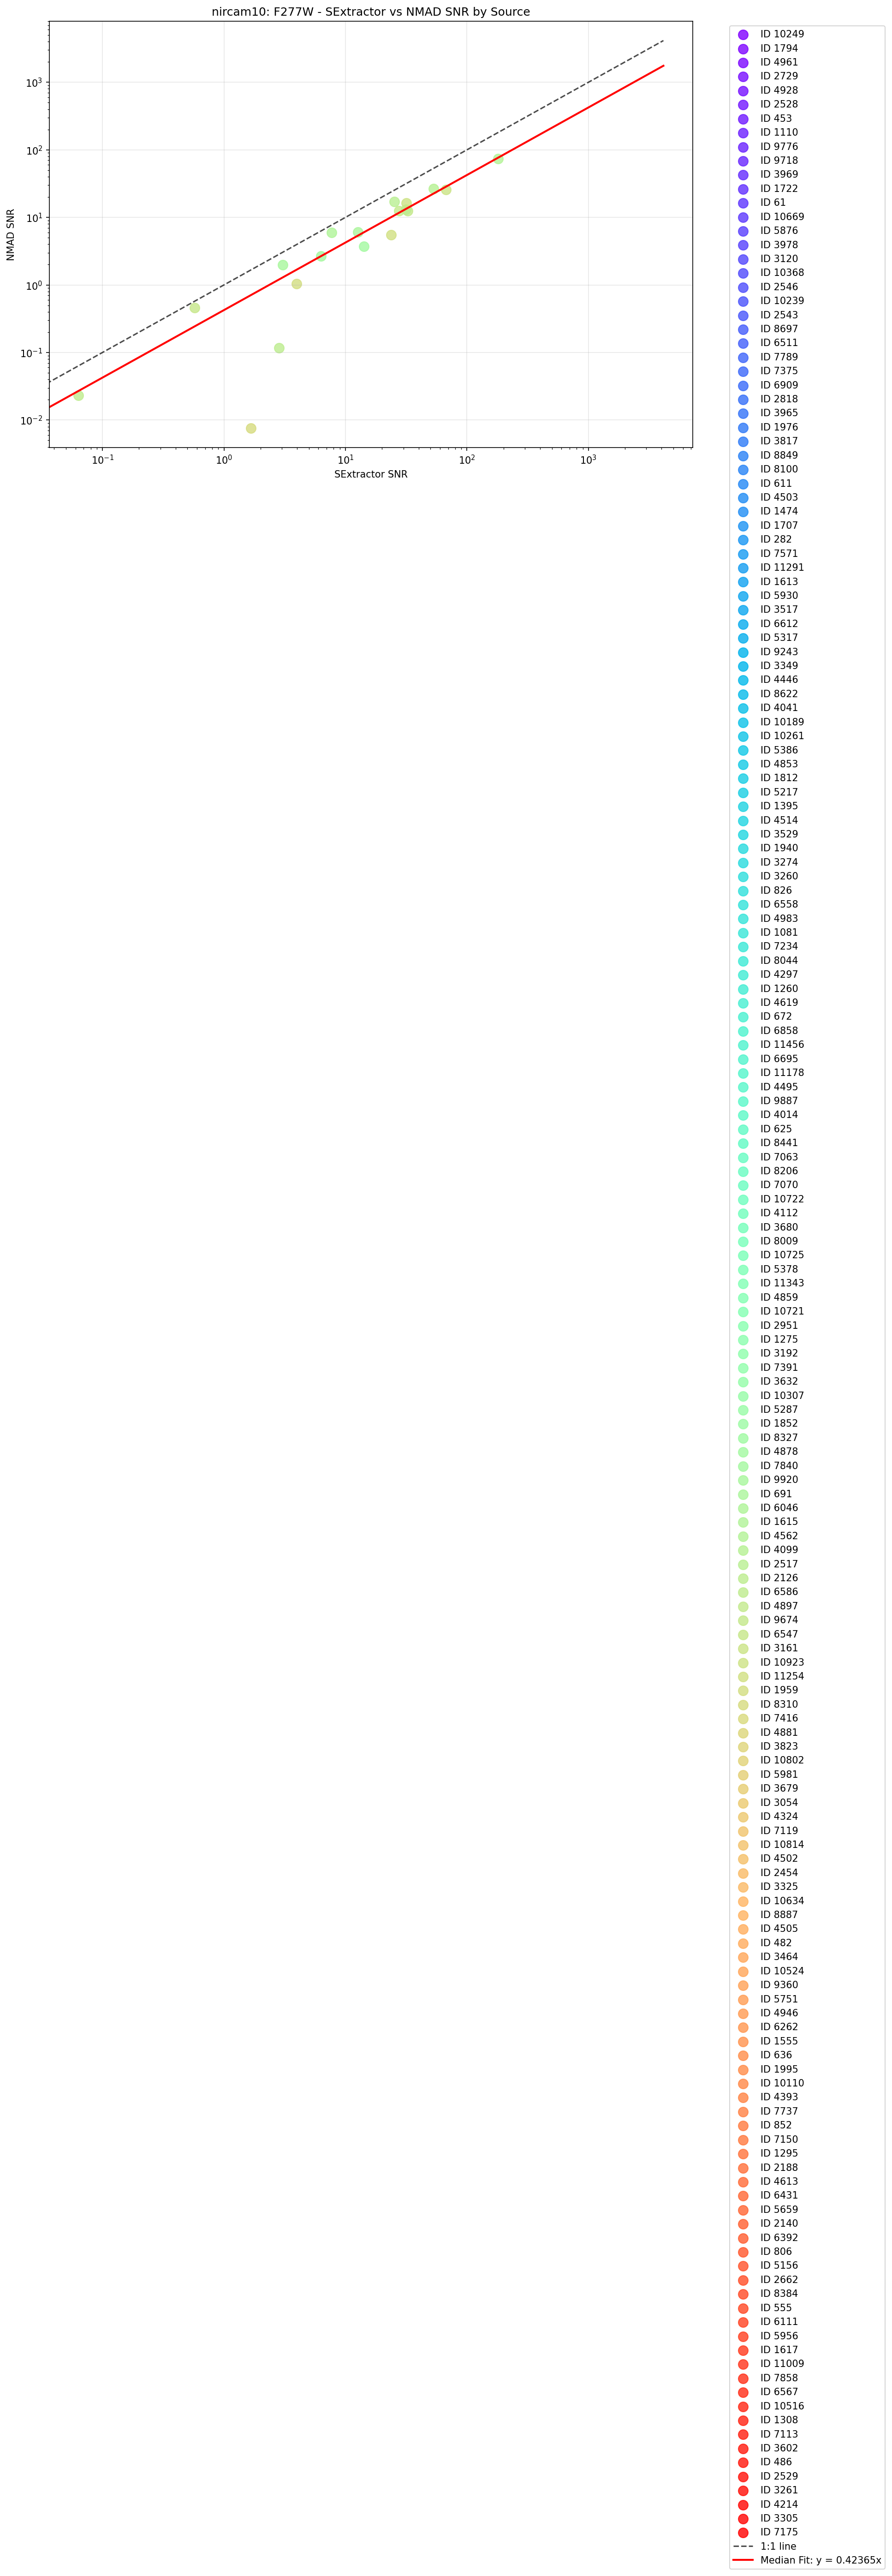 nircam10: F277W - SExtractor vs NMAD SNR by Source
NMAD SNR
10³
10²
10¹
10⁰
10⁻¹
10⁻²
10⁻¹
10⁰
10¹
10²
10³
SExtractor SNR
ID 10249
ID 1794
ID 4961
ID 2729
ID 4928
ID 2528
ID 453
ID 1110
ID 9776
ID 9718
ID 3969
ID 1722
ID 61
ID 10669
ID 5876
ID 3978
ID 3120
ID 10368
ID 2546
ID 10239
ID 2543
ID 8697
ID 6511
ID 7789
ID 7375
ID 6909
ID 2818
ID 3965
ID 1976
ID 3817
ID 8849
ID 8100
ID 611
ID 4503
ID 1474
ID 1707
ID 282
ID 7571
ID 11291
ID 1613
ID 5930
ID 3517
ID 6612
ID 5317
ID 9243
ID 3349
ID 4446
ID 8622
ID 4041
ID 10189
ID 10261
ID 5386
ID 4853
ID 1812
ID 5217
ID 1395
ID 4514
ID 3529
ID 1940
ID 3274
ID 3260
ID 826
ID 6558
ID 4983
ID 1081
ID 7234
ID 8044
ID 4297
ID 1260
ID 4619
ID 672
ID 6858
ID 11456
ID 6695
ID 11178
ID 4495
ID 9887
ID 4014
ID 625
ID 8441
ID 7063
ID 8206
ID 7070
ID 10722
ID 4112
ID 3680
ID 8009
ID 10725
ID 5378
ID 11343
ID 4859
ID 10721
ID 2951
ID 1275
ID 3192
ID 7391
ID 3632
ID 10307
ID 5287
ID 1852
ID 8327
ID 4878
ID 7840
ID 9920
ID 691
ID 6046
ID 1615
ID 4562
ID 4099
ID 2517
ID 2126
ID 6586
ID 4897
ID 9674
ID 6547
ID 3161
ID 10923
ID 11254
ID 1959
ID 8310
ID 7416
ID 4881
ID 3823
ID 10802
ID 5981
ID 3679
ID 3054
ID 4324
ID 7119
ID 10814
ID 4502
ID 2454
ID 3325
ID 10634
ID 8887
ID 4505
ID 482
ID 3464
ID 10524
ID 9360
ID 5751
ID 4946
ID 6262
ID 1555
ID 636
ID 1995
ID 10110
ID 4393
ID 7737
ID 852
ID 7150
ID 1295
ID 2188
ID 4613
ID 6431
ID 5659
ID 2140
ID 6392
ID 806
ID 5156
ID 2662
ID 8384
ID 555
ID 6111
ID 5956
ID 1617
ID 11009
ID 7858
ID 6567
ID 10516
ID 1308
ID 7113
ID 3602
ID 486
ID 2529
ID 3261
ID 4214
ID 3305
ID 7175
1:1 line
Median Fit: y = 0.42365x